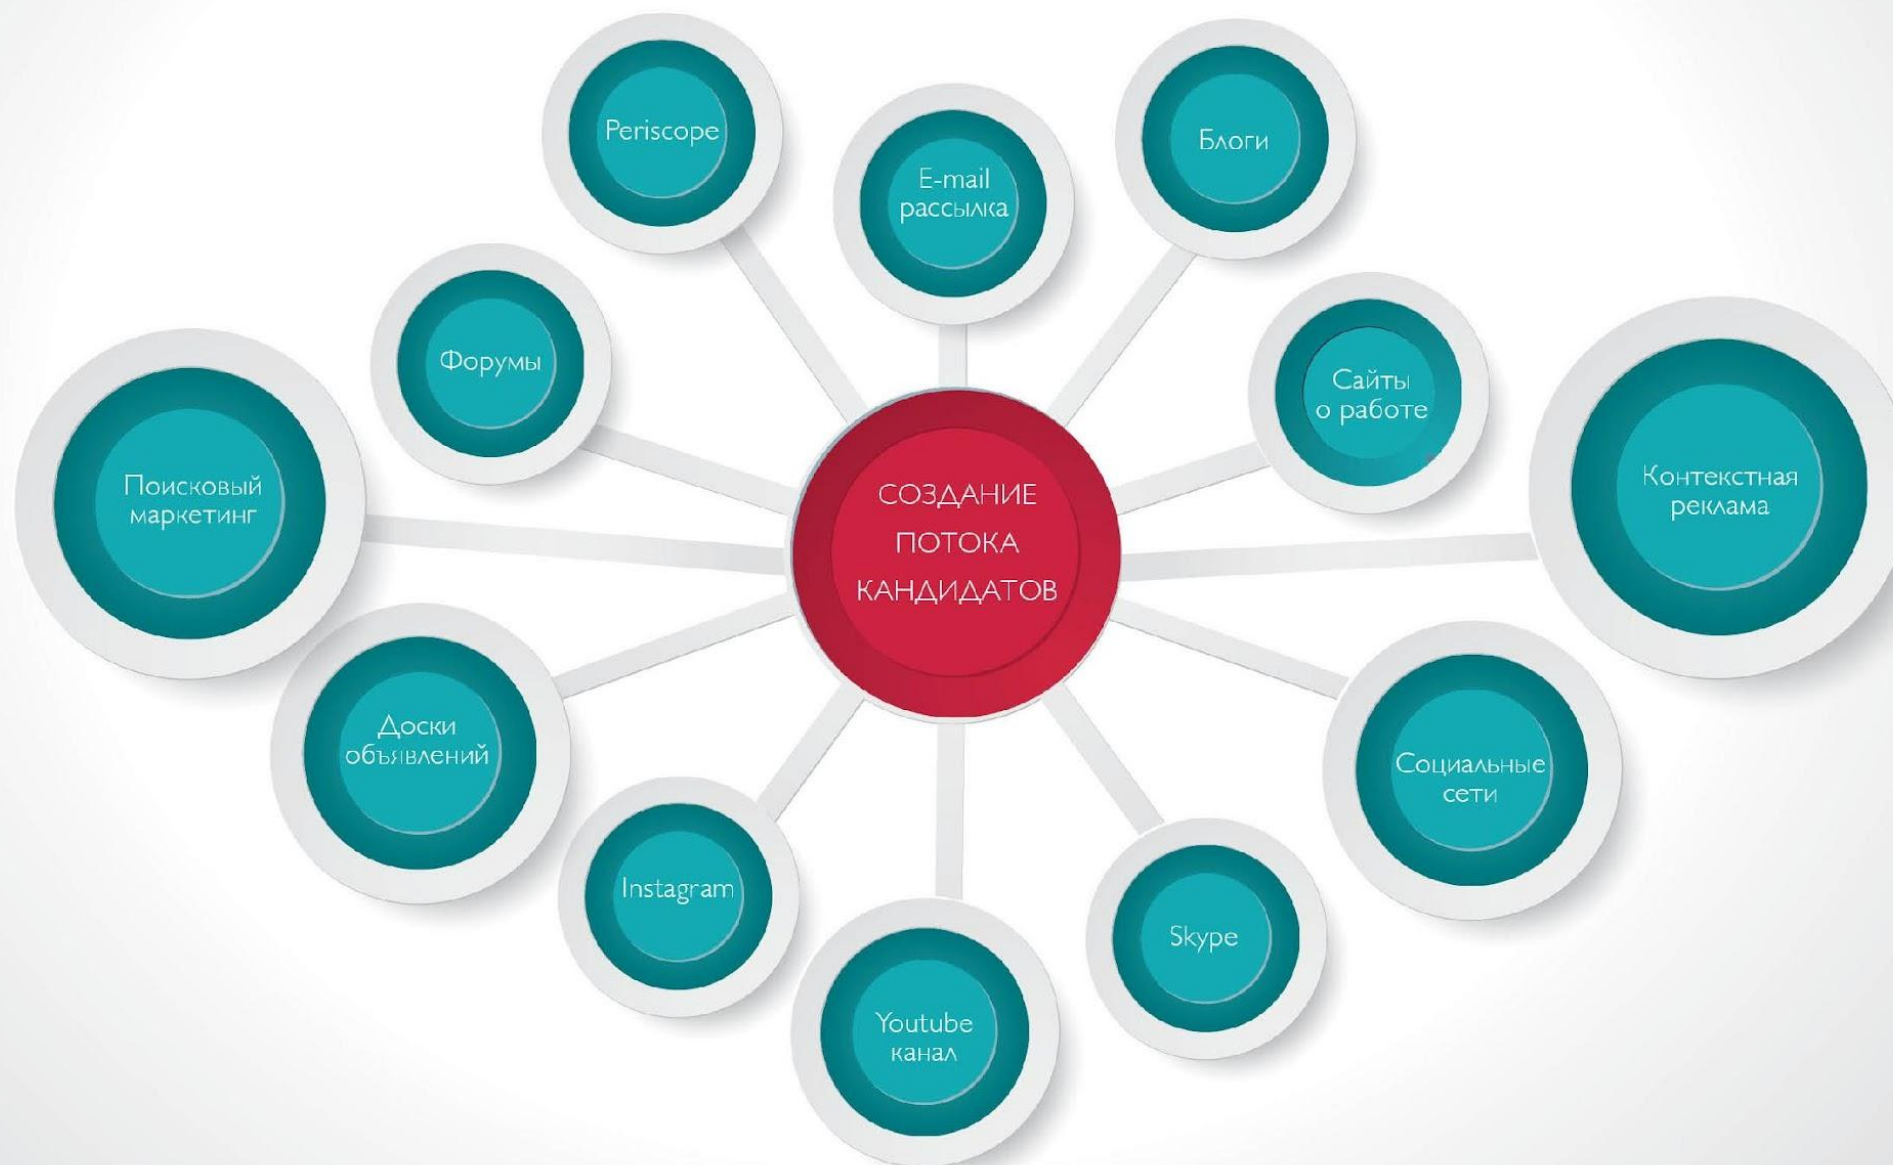 Periscope
E-mail
рассылка
Блоги
Форумы
Сайты
о работе
Поисковый
маркетинг
СОЗДАНИЕ
ПОТОКА
КАНДИДАТОВ
Контекстная
реклама
Доски
объявлений
Социальные
сети
Instagram
Skype
Youtube
канал